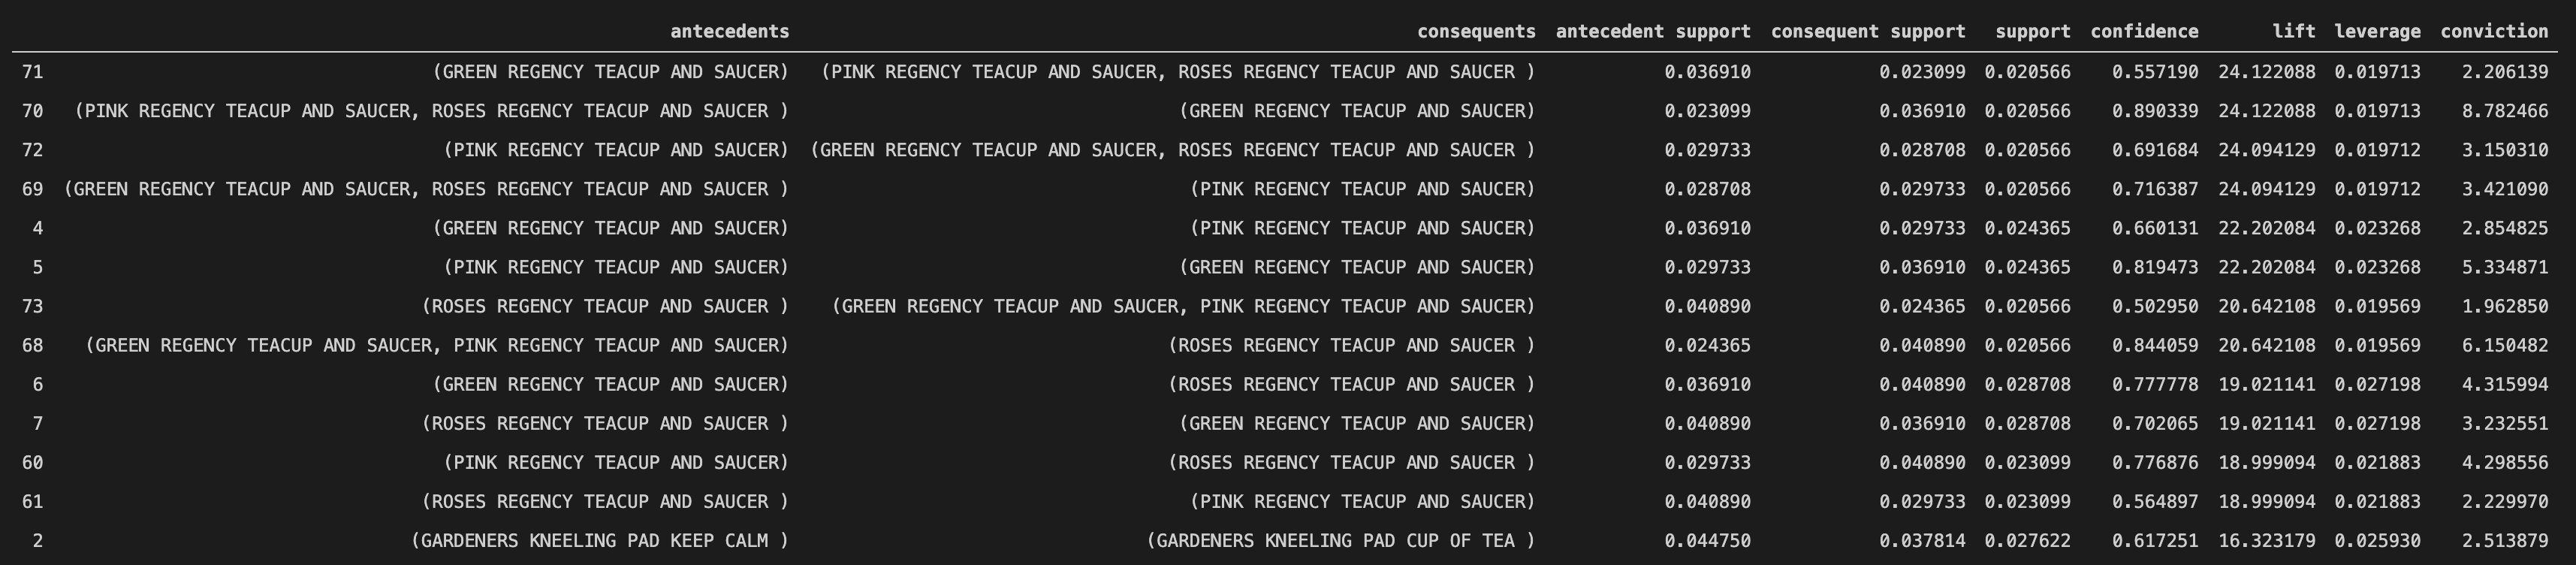 antecedents consequents antecedent support consequent support support confidence lift leverage conviction
71 (GREEN REGENCY TEACUP AND SAUCER) (PINK REGENCY TEACUP AND SAUCER, ROSES REGENCY TEACUP AND SAUCER ) 0.036910 0.023099 0.020566 0.557190 24.122088 0.019713 2.206139
70 (PINK REGENCY TEACUP AND SAUCER, ROSES REGENCY TEACUP AND SAUCER ) (GREEN REGENCY TEACUP AND SAUCER) 0.023099 0.036910 0.020566 0.890339 24.122088 0.019713 8.782466
72 (PINK REGENCY TEACUP AND SAUCER) (GREEN REGENCY TEACUP AND SAUCER, ROSES REGENCY TEACUP AND SAUCER ) 0.029733 0.028708 0.020566 0.691684 24.094129 0.019712 3.150310
69 (GREEN REGENCY TEACUP AND SAUCER, ROSES REGENCY TEACUP AND SAUCER ) (PINK REGENCY TEACUP AND SAUCER) 0.028708 0.029733 0.020566 0.716387 24.094129 0.019712 3.421090
4 (GREEN REGENCY TEACUP AND SAUCER) (PINK REGENCY TEACUP AND SAUCER) 0.036910 0.029733 0.024365 0.660131 22.202084 0.023268 2.854825
5 (PINK REGENCY TEACUP AND SAUCER) (GREEN REGENCY TEACUP AND SAUCER) 0.029733 0.036910 0.024365 0.819473 22.202084 0.023268 5.334871
73 (ROSES REGENCY TEACUP AND SAUCER ) (GREEN REGENCY TEACUP AND SAUCER, PINK REGENCY TEACUP AND SAUCER) 0.040890 0.024365 0.020566 0.502950 20.642108 0.019569 1.962850
68 (GREEN REGENCY TEACUP AND SAUCER, PINK REGENCY TEACUP AND SAUCER) (ROSES REGENCY TEACUP AND SAUCER ) 0.024365 0.040890 0.020566 0.844059 20.642108 0.019569 6.150482
6 (GREEN REGENCY TEACUP AND SAUCER) (ROSES REGENCY TEACUP AND SAUCER ) 0.036910 0.040890 0.028708 0.777778 19.021141 0.027198 4.315994
7 (ROSES REGENCY TEACUP AND SAUCER ) (GREEN REGENCY TEACUP AND SAUCER) 0.040890 0.036910 0.028708 0.702065 19.021141 0.027198 3.232551
60 (PINK REGENCY TEACUP AND SAUCER) (ROSES REGENCY TEACUP AND SAUCER ) 0.029733 0.040890 0.023099 0.776876 18.999094 0.021883 4.298556
61 (ROSES REGENCY TEACUP AND SAUCER ) (PINK REGENCY TEACUP AND SAUCER) 0.040890 0.029733 0.023099 0.564897 18.999094 0.021883 2.229970
2 (GARDENERS KNEELING PAD KEEP CALM ) (GARDENERS KNEELING PAD CUP OF TEA ) 0.044750 0.037814 0.027622 0.617251 16.323179 0.025930 2.513879